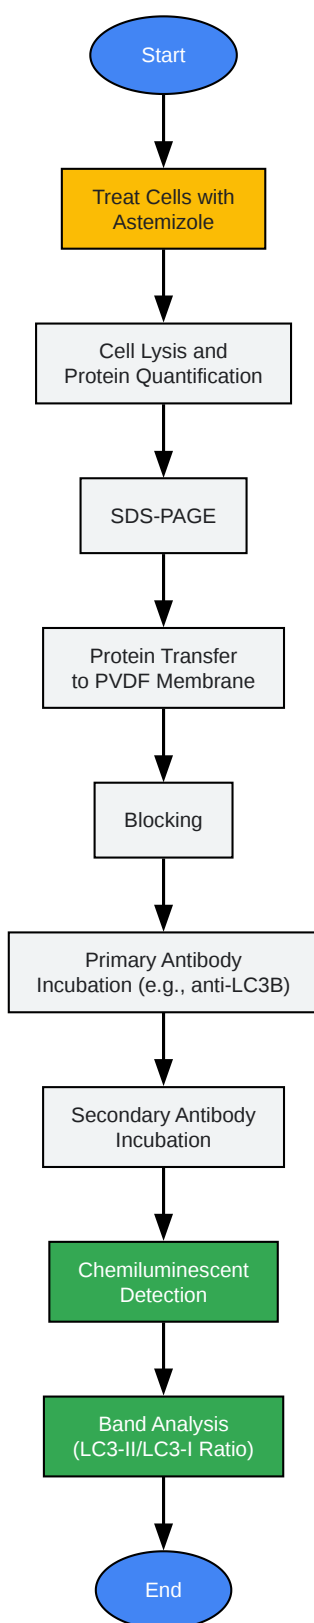 Start
Treat Cells with
Astemizole
Cell Lysis and
Protein Quantification
SDS-PAGE
Protein Transfer
to PVDF Membrane
Blocking
Primary Antibody
Incubation (e.g., anti-LC3B)
Secondary Antibody
Incubation
Chemiluminescent
Detection
Band Analysis
(LC3-II/LC3-I Ratio)
End